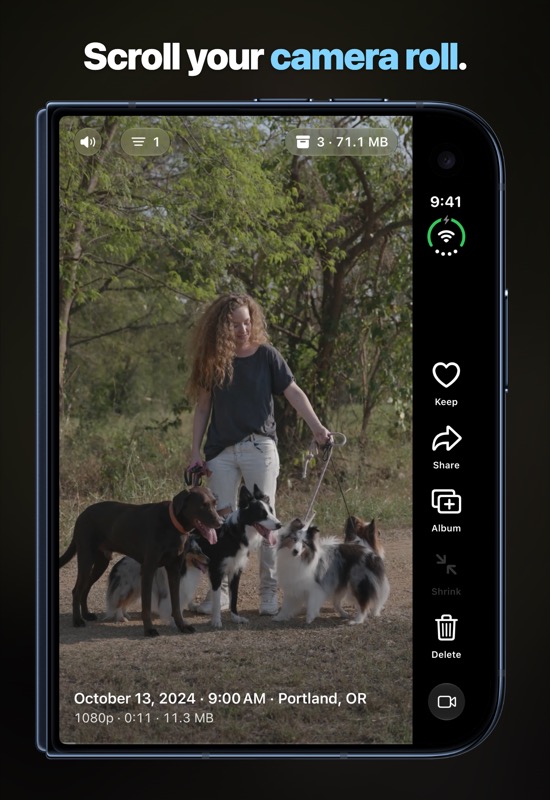 Scroll your camera roll.
1
3 · 71.1 MB
9:41
Keep
Share
Album
Shrink
Delete
October 13, 2024 · 9:00 AM · Portland, OR
1080p · 0:11 · 11.3 MB